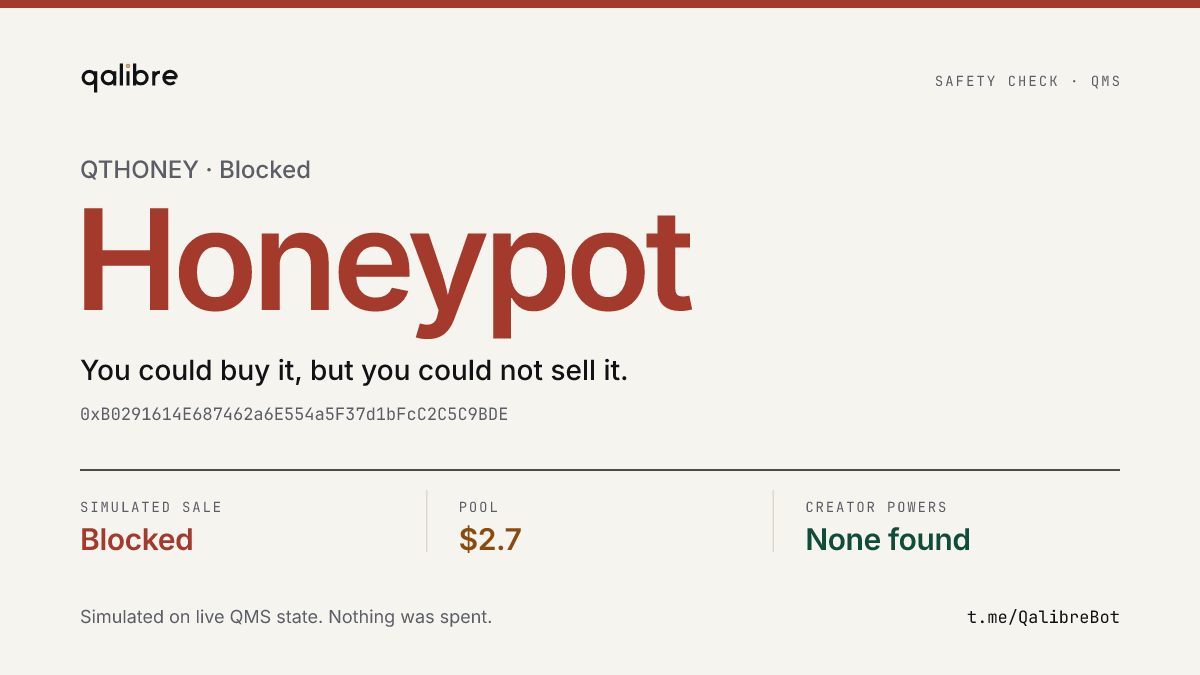 qalibre
SAFETY CHECK · QMS
QTHONEY · Blocked
Honeypot
You could buy it, but you could not sell it.
0xB0291614E687462a6E554a5F37d1bFcC2C5C9BDE
SIMULATED SALE
Blocked
POOL
$2.7
CREATOR POWERS
None found
Simulated on live QMS state. Nothing was spent.
t.me/QalibreBot